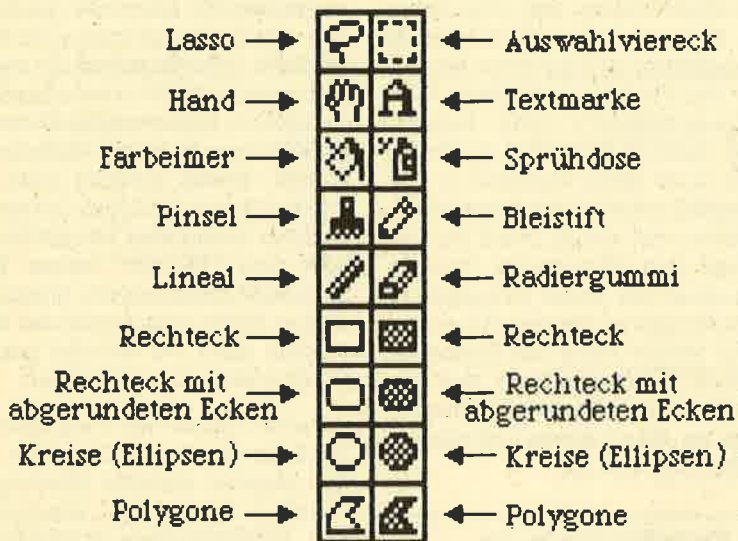 Lasso
Auswahlviereck
Hand
Textmarke
Farbeimer
Sprühdose
Pinsel
Bleistift
Lineal
Radiergummi
Rechteck
Rechteck
Rechteck mit
abgerundeten Ecken
Rechteck mit
abgerundeten Ecken
Kreise (Ellipsen)
Kreise (Ellipsen)
Polygone
Polygone